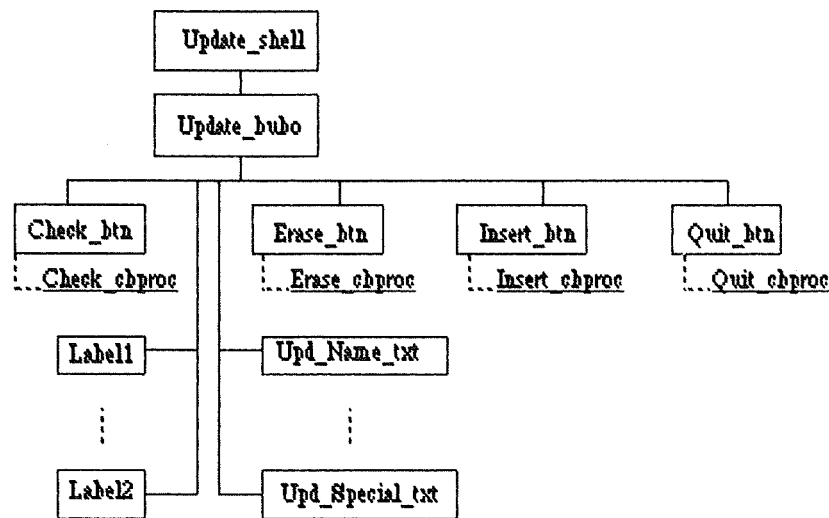 Update_shell
Update_bubo
Check_btn
Erase_btn
Insert_btn
Quit_btn
Check_cbproc
Erase_cbproc
Insert_cbproc
Quit_cbproc
Label1
Upd_Name_txt
Label2
Upd_Special_txt